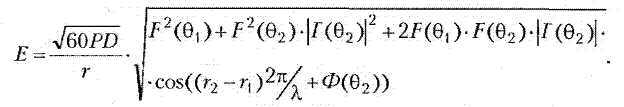 E = √60PD / r · √F²(θ₁) + F²(θ₂)·|Γ(θ₂)|² + 2F(θ₁)·F(θ₂)·|Γ(θ₂)|·
·cos((r₂ − r₁)2π/λ + Φ(θ₂)) .